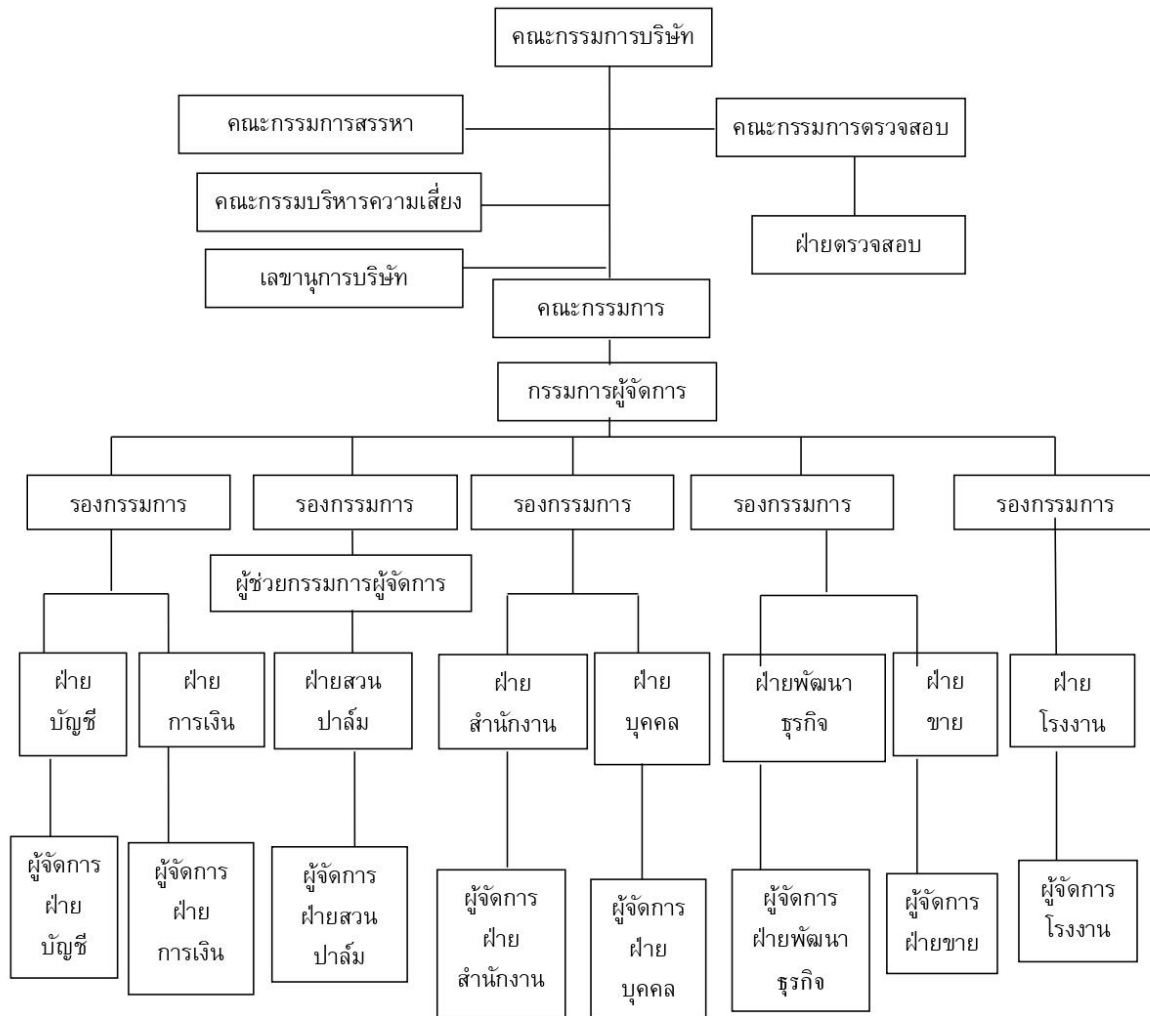 คณะกรรมการบริษัท
คณะกรรมการสรรหา
คณะกรรมการตรวจสอบ
คณะกรรมบริหารความเสี่ยง
ฝ่ายตรวจสอบ
เลขานุการบริษัท
คณะกรรมการ
กรรมการผู้จัดการ
รองกรรมการ
รองกรรมการ
รองกรรมการ
รองกรรมการ
รองกรรมการ
ผู้ช่วยกรรมการผู้จัดการ
ฝ่าย
บัญชี
ฝ่าย
การเงิน
ฝ่ายสวน
ปาล์ม
ฝ่าย
สำนักงาน
ฝ่าย
บุคคล
ฝ่ายพัฒนา
ธุรกิจ
ฝ่าย
ขาย
ฝ่าย
โรงงาน
ผู้จัดการ
ฝ่าย
บัญชี
ผู้จัดการ
ฝ่าย
การเงิน
ผู้จัดการ
ฝ่ายสวน
ปาล์ม
ผู้จัดการ
ฝ่าย
สำนักงาน
ผู้จัดการ
ฝ่าย
บุคคล
ผู้จัดการ
ฝ่ายพัฒนา
ธุรกิจ
ผู้จัดการ
ฝ่ายขาย
ผู้จัดการ
โรงงาน